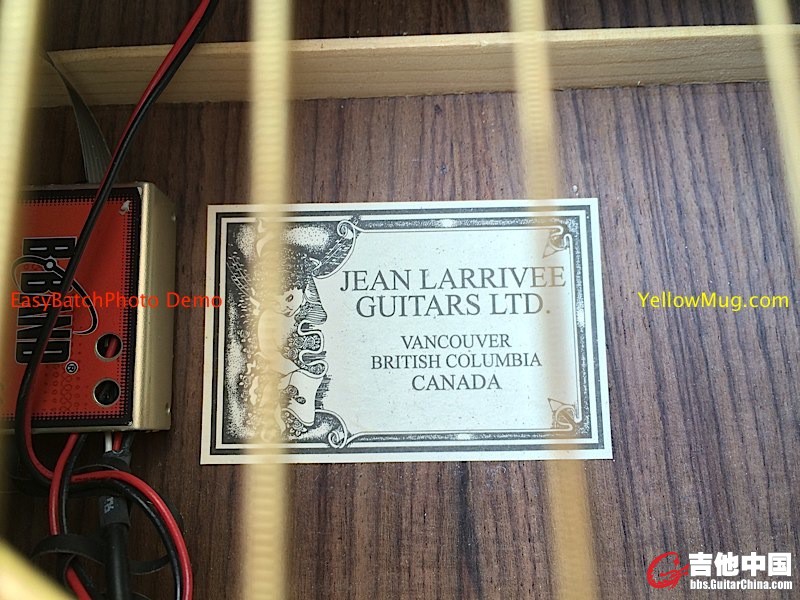 JEAN LARRIVEE
GUITARS LTD.
VANCOUVER
BRITISH COLUMBIA
CANADA
B-BAND®
EasyBatchPhoto Demo
YellowMug.com
吉他中国
bbs.GuitarChina.com